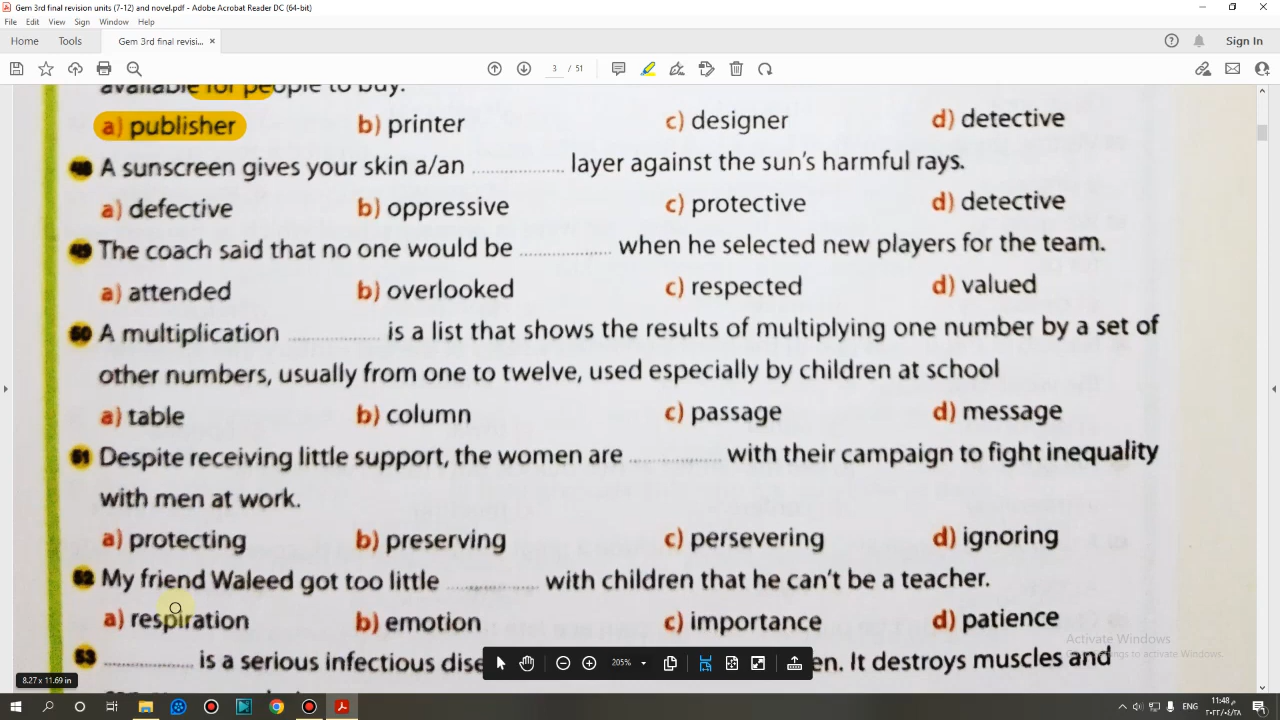 Gem 3rd final revision units (7-12) and novel.pdf - Adobe Acrobat Reader DC (64-bit)
File Edit View Sign Window Help
Home Tools Gem 3rd final revisi... × Sign In
3 / 51
available for people to buy.
a) publisher b) printer c) designer d) detective
48 A sunscreen gives your skin a/an .................. layer against the sun's harmful rays.
a) defective b) oppressive c) protective d) detective
49 The coach said that no one would be .................. when he selected new players for the team.
a) attended b) overlooked c) respected d) valued
50 A multiplication .................. is a list that shows the results of multiplying one number by a set of
other numbers, usually from one to twelve, used especially by children at school
a) table b) column c) passage d) message
51 Despite receiving little support, the women are .................. with their campaign to fight inequality
with men at work.
a) protecting b) preserving c) persevering d) ignoring
52 My friend Waleed got too little .................. with children that he can't be a teacher.
a) respiration b) emotion c) importance d) patience
Activate Windows
53 .................. is a serious infectious dise en. It destroys muscles and
205%
8.27 x 11.69 in
ENG
11:48 م